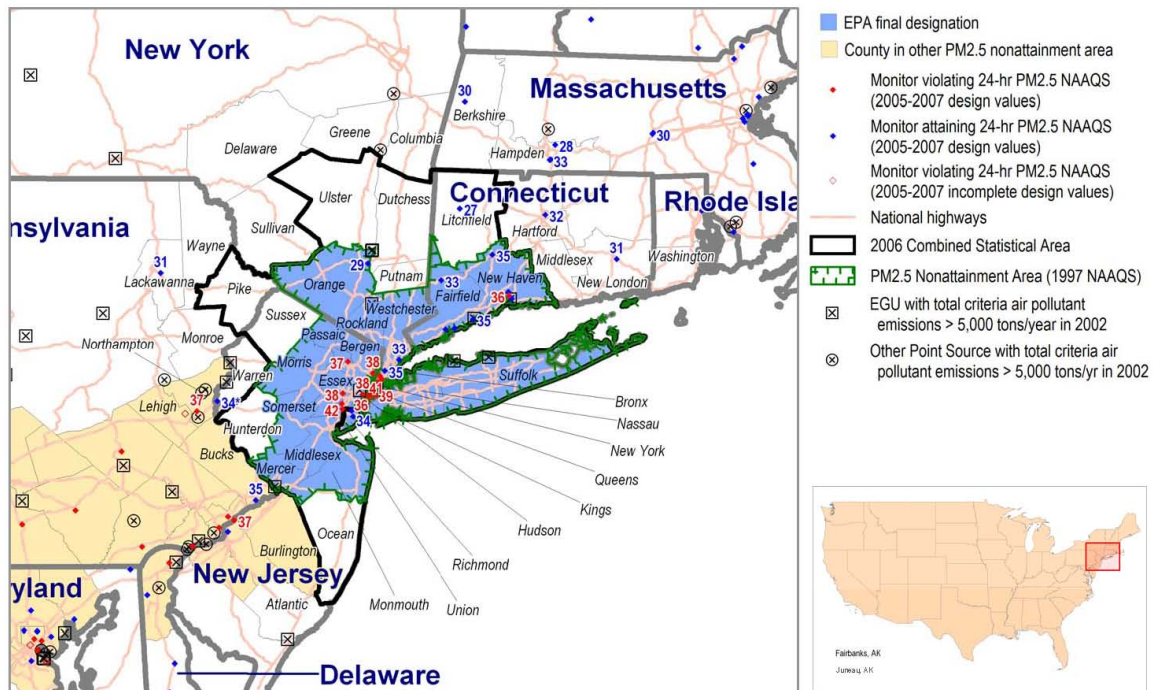 New York
Massachusetts
Connecticut
Rhode Isla
nsylvania
ryland
New Jersey
Delaware
30
Berkshire
30
28
33
Hampden
Greene
Columbia
Delaware
Ulster
Dutchess
27
Litchfield
32
Hartford
31
Sullivan
Wayne
31
Lackawanna
Pike
29
Orange
Putnam
35
New Haven
33
Fairfield
36
35
Middlesex
New London
Washington
Westchester
Rockland
Sussex
Passaic
Bergen
Monroe
Northampton
Morris
37
38
33
35
Warren
Essex
38
41
39
38
36
42
34
Suffolk
Lehigh
37
34*
Somerset
Hunterdon
Bucks
Mercer
Middlesex
35
37
Ocean
Burlington
Atlantic
Bronx
Nassau
New York
Queens
Kings
Hudson
Richmond
Union
Monmouth
EPA final designation
County in other PM2.5 nonattainment area
Monitor violating 24-hr PM2.5 NAAQS
(2005-2007 design values)
Monitor attaining 24-hr PM2.5 NAAQS
(2005-2007 design values)
Monitor violating 24-hr PM2.5 NAAQS
(2005-2007 incomplete design values)
National highways
2006 Combined Statistical Area
PM2.5 Nonattainment Area (1997 NAAQS)
EGU with total criteria air pollutant
emissions > 5,000 tons/year in 2002
Other Point Source with total criteria air
pollutant emissions > 5,000 tons/yr in 2002
Fairbanks, AK
Juneau, AK